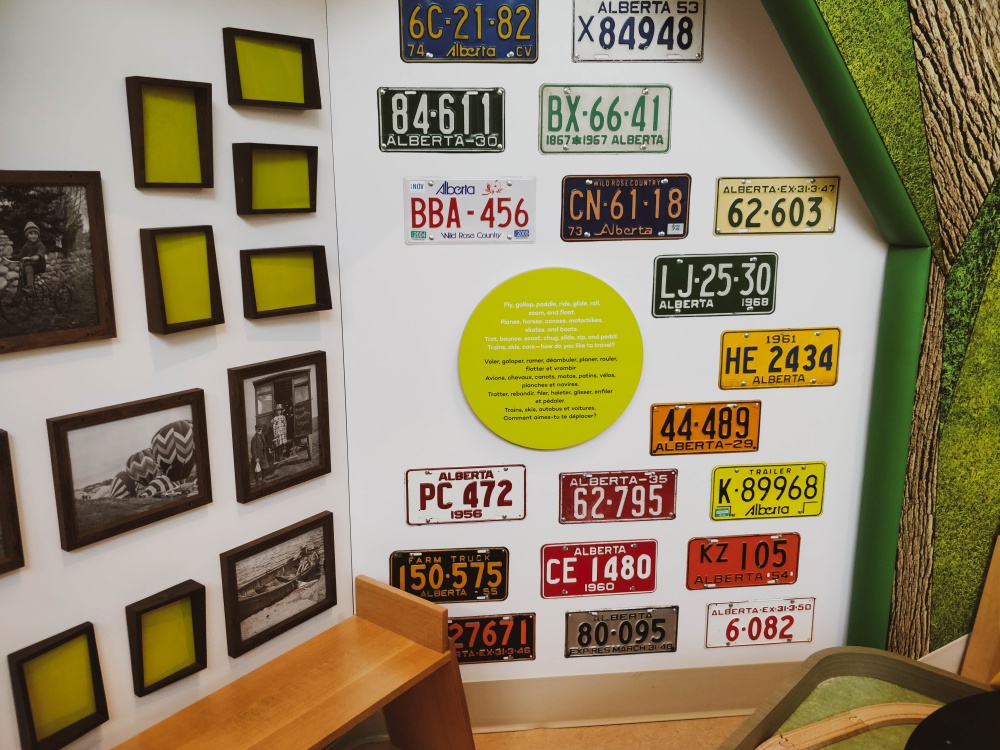 6C·21·82
74 Alberta CV
ALBERTA 53
X84948
84·611
ALBERTA-30
BX·66·41
1867 1967 ALBERTA
NOV Alberta
BBA-456
2004 Wild Rose Country 2005
WILD ROSE COUNTRY
CN·61·18
73 Alberta 74
ALBERTA·EX·31·3·47
62·603
LJ·25·30
ALBERTA 1968
Fly, gallop, paddle, ride, glide, roll,
zoom, and float.
Planes, horses, canoes, motorbikes,
skates, and boats.
Trot, bounce, scoot, chug, slide, zip, and pedal.
Trains, skis, cars—how do you like to travel?
Voler, galoper, ramer, déambuler, planer, rouler,
flotter et vrombir
Avions, chevaux, canots, motos, patins, vélos,
planches et navires.
Trotter, rebondir, filer, haleter, glisser, enfiler
et pédaler.
Trains, skis, autobus et voitures.
Comment aimes-tu te déplacer?
1961
HE 2434
ALBERTA
44·489
ALBERTA-29
ALBERTA
PC 472
1956
ALBERTA-35
62·795
TRAILER
K·89968
Alberta
FARM TRUCK
150·575
ALBERTA 55
ALBERTA
CE 1480
1960
KZ 105
ALBERTA 54
27671
ALBERTA·EX·31·3·46
ALBERTA
80·095
EXPIRES MARCH 31·40
ALBERTA·EX·31·3·50
6·082